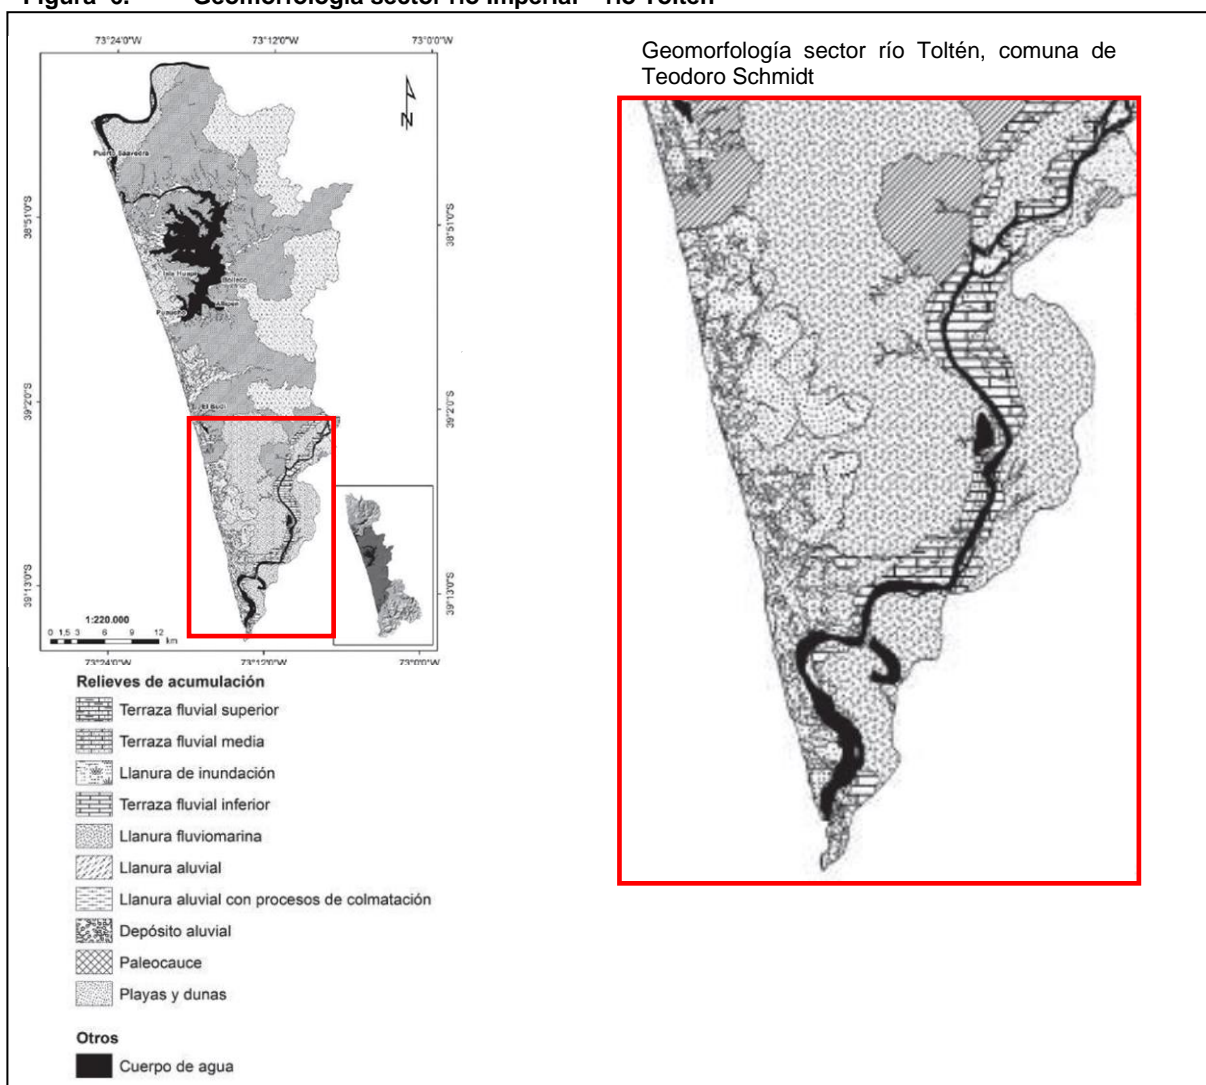 Figura 6. Geomorfología sector río Imperial – río Toltén
73°24'0"W 73°12'0"W 73°0'0"W
Geomorfología sector río Toltén, comuna de
Teodoro Schmidt
N
Puerto Saavedra
38°51'0"S 38°51'0"S
Isla Huapi
Bolleco
Puaucho
39°2'0"S 39°2'0"S
El Budi
39°13'0"S 39°13'0"S
1:220.000
0 1,5 3 6 9 12
km
73°24'0"W 73°12'0"W 73°0'0"W
Relieves de acumulación
Terraza fluvial superior
Terraza fluvial media
Llanura de inundación
Terraza fluvial inferior
Llanura fluviomarina
Llanura aluvial
Llanura aluvial con procesos de colmatación
Depósito aluvial
Paleocauce
Playas y dunas
Otros
Cuerpo de agua